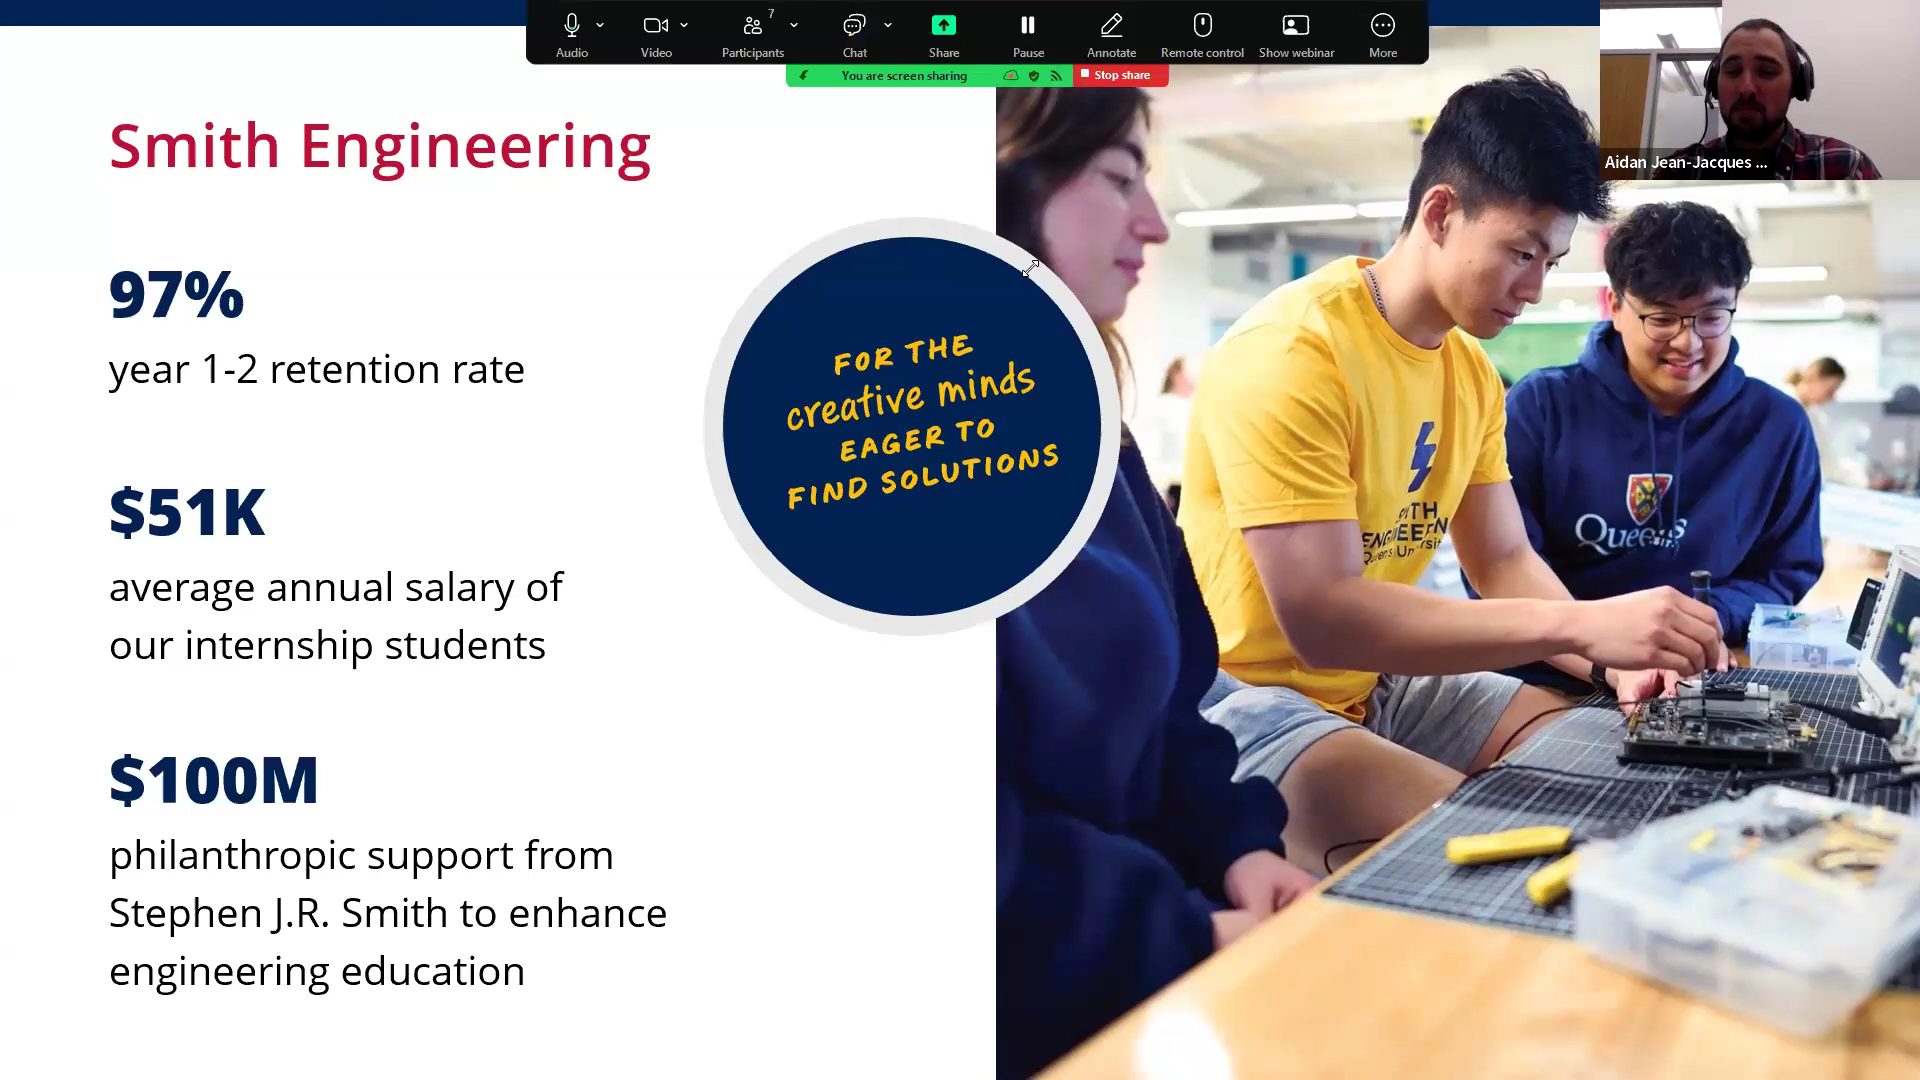 Audio
Video
Participants
7
Chat
Share
Pause
Annotate
Remote control
Show webinar
More
You are screen sharing
Stop share
Aidan Jean-Jacques ...
Smith Engineering
97%
year 1-2 retention rate
$51K
average annual salary of
our internship students
$100M
philanthropic support from
Stephen J.R. Smith to enhance
engineering education
FOR THE
creative minds
EAGER TO
FIND SOLUTIONS
Queen's